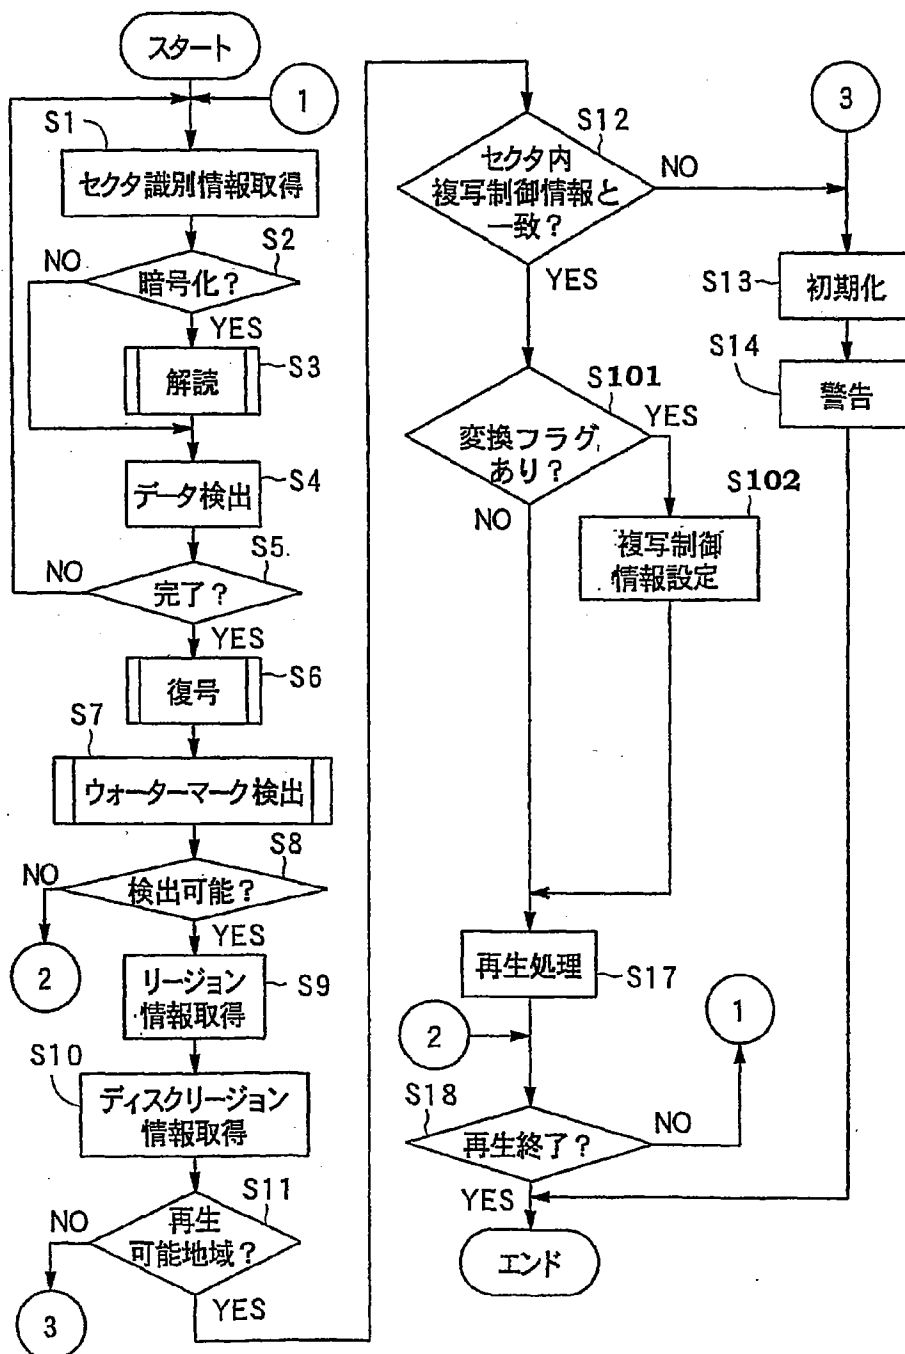 スタート
1
S1
セクタ識別情報取得
S2
NO
暗号化?
YES
解読
S3
データ検出
S4
S5.
NO
完了?
YES
復号
S6
S7
ウォーターマーク検出
S8
NO
検出可能?
YES
2
リージョン
情報取得
S9
S10
ディスクリージョン
情報取得
S11
NO
再生
可能地域?
YES
3
S12
セクタ内
複写制御情報と
一致?
NO
YES
3
S13
初期化
S14
警告
S101
変換フラグ
あり?
YES
NO
S102
複写制御
情報設定
再生処理
S17
2
1
S18
再生終了?
NO
YES
エンド